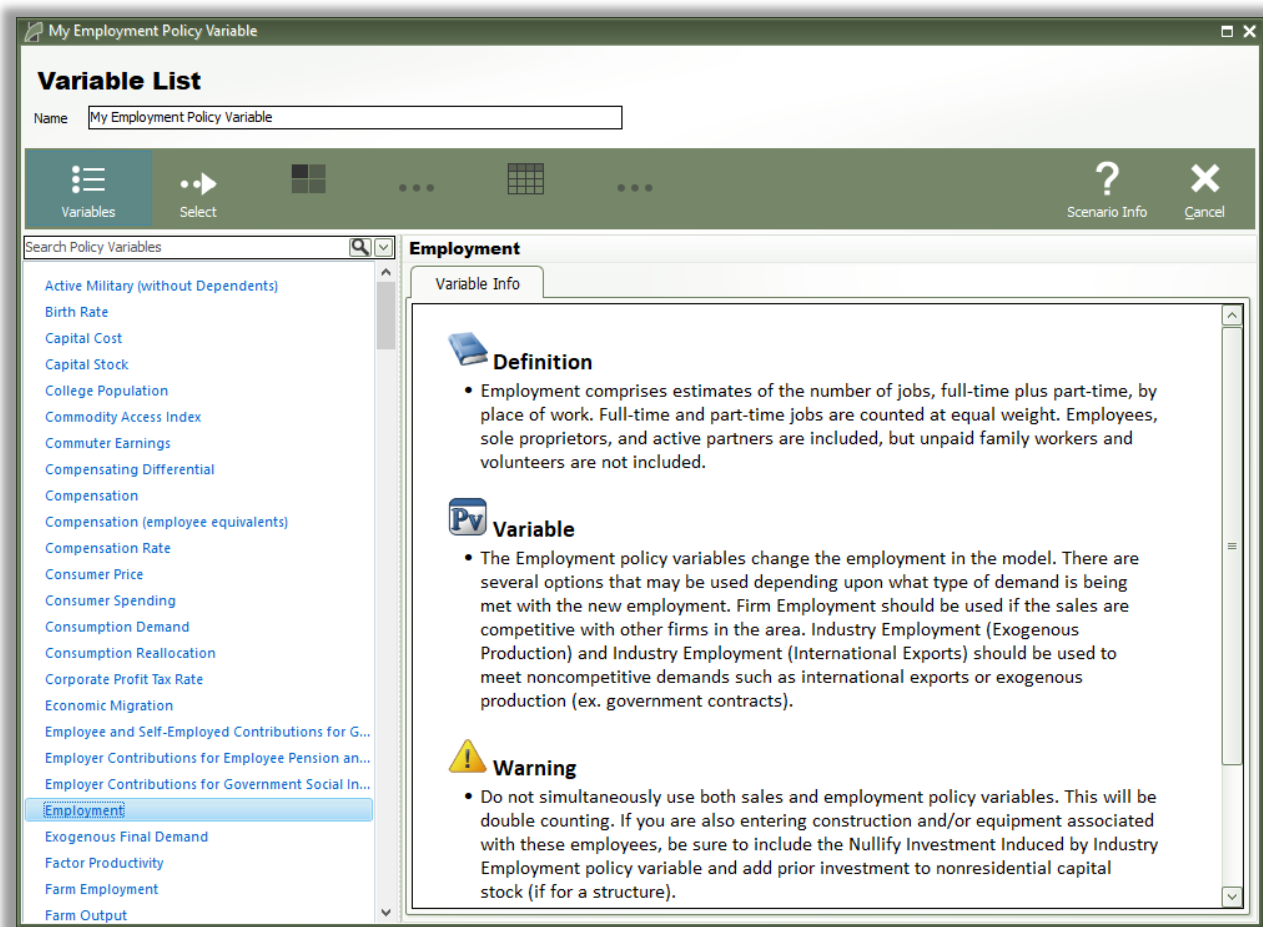 My Employment Policy Variable
Variable List
Name My Employment Policy Variable
Variables
Select
Scenario Info
Cancel
Search Policy Variables
Active Military (without Dependents)
Birth Rate
Capital Cost
Capital Stock
College Population
Commodity Access Index
Commuter Earnings
Compensating Differential
Compensation
Compensation (employee equivalents)
Compensation Rate
Consumer Price
Consumer Spending
Consumption Demand
Consumption Reallocation
Corporate Profit Tax Rate
Economic Migration
Employee and Self-Employed Contributions for G...
Employer Contributions for Employee Pension an...
Employer Contributions for Government Social In...
Employment
Exogenous Final Demand
Factor Productivity
Farm Employment
Farm Output
Employment
Variable Info
Definition
• Employment comprises estimates of the number of jobs, full-time plus part-time, by
place of work. Full-time and part-time jobs are counted at equal weight. Employees,
sole proprietors, and active partners are included, but unpaid family workers and
volunteers are not included.
Pv Variable
• The Employment policy variables change the employment in the model. There are
several options that may be used depending upon what type of demand is being
met with the new employment. Firm Employment should be used if the sales are
competitive with other firms in the area. Industry Employment (Exogenous
Production) and Industry Employment (International Exports) should be used to
meet noncompetitive demands such as international exports or exogenous
production (ex. government contracts).
Warning
• Do not simultaneously use both sales and employment policy variables. This will be
double counting. If you are also entering construction and/or equipment associated
with these employees, be sure to include the Nullify Investment Induced by Industry
Employment policy variable and add prior investment to nonresidential capital
stock (if for a structure).